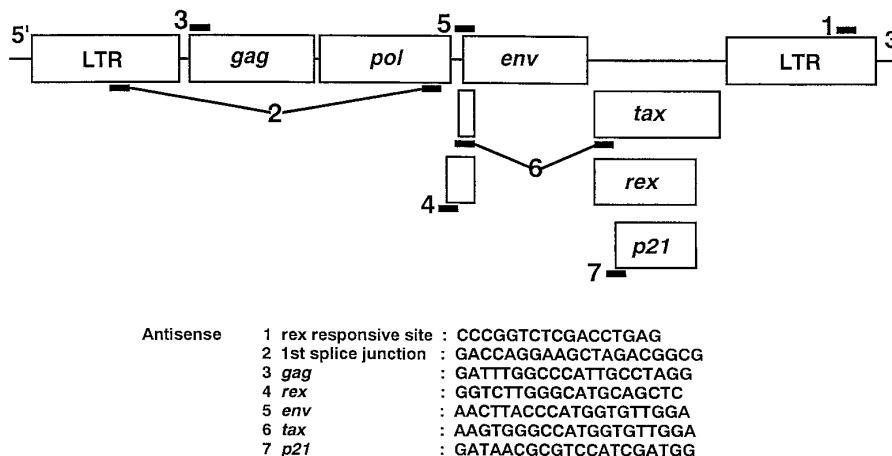 3 5
5' LTR gag pol env LTR 1 3'
2 tax
6
4 rex
p21
7
Antisense 1 rex responsive site : CCCGGTCTCGACCTGAG
2 1st splice junction : GACCAGGAAGCTAGACGGCG
3 gag : GATTTGGCCCATTGCCTAGG
4 rex : GGTCTTGGGCATGCAGCTC
5 env : AACTTACCCATGGTGTTGGA
6 tax : AAGTGGGCCATGGTGTTGGA
7 p21 : GATAACGCGTCCATCGATGG